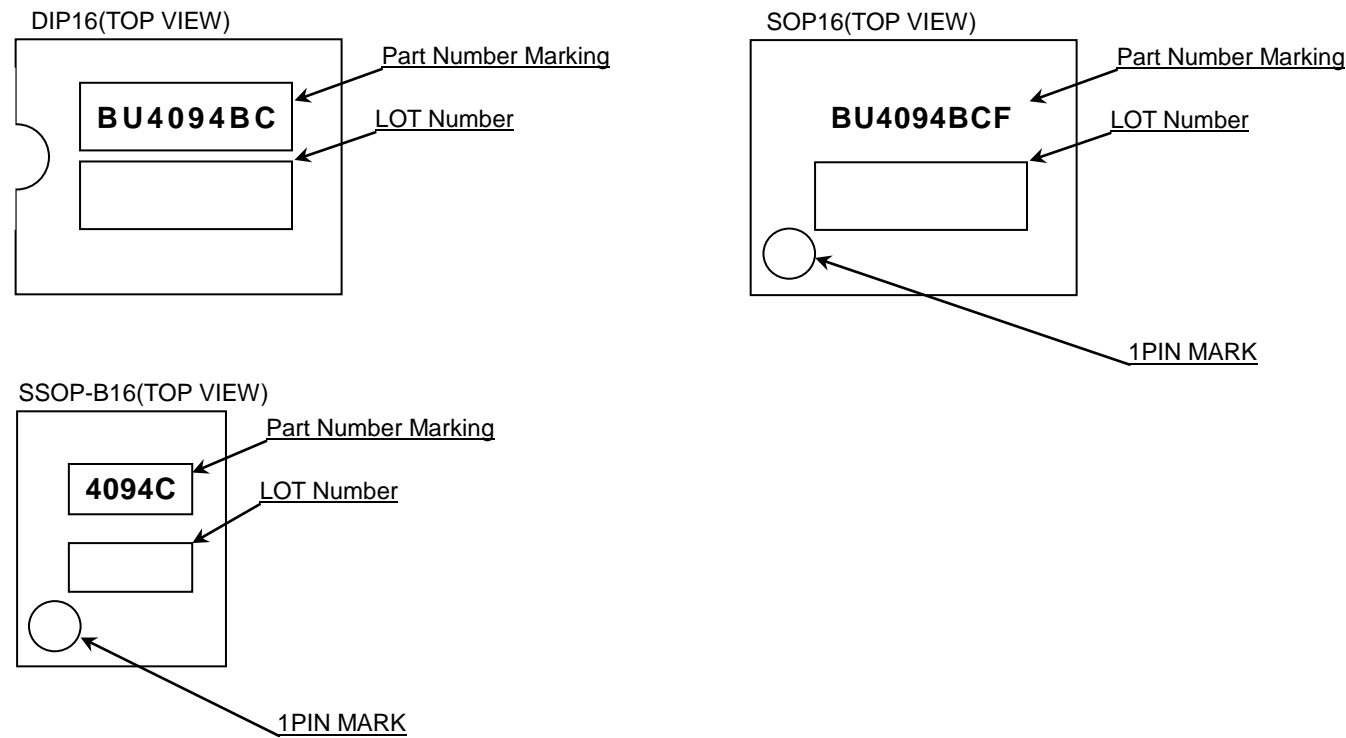 DIP16(TOP VIEW)
Part Number Marking
BU4094BC
LOT Number
SOP16(TOP VIEW)
Part Number Marking
BU4094BCF
LOT Number
1PIN MARK
SSOP-B16(TOP VIEW)
Part Number Marking
4094C
LOT Number
1PIN MARK